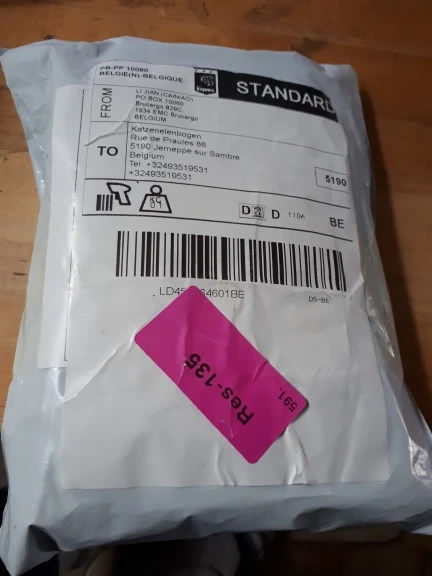 PB-PP 10060
BELGIE(N)-BELGIQUE
STANDARD
FROM
LI JIAN (CAINIAO)
PO BOX 10060
Brucargo 829C
1934 EMC Brucargo
BELGIUM
TO
Katzenelenbogen
Rue de Praules 86
5190 Jemeppe sur Sambre
Belgium
Tel: +32493519531
+32493519531
5190
D D 1106 BE
64601BE
DS-BE
Res-135
591.